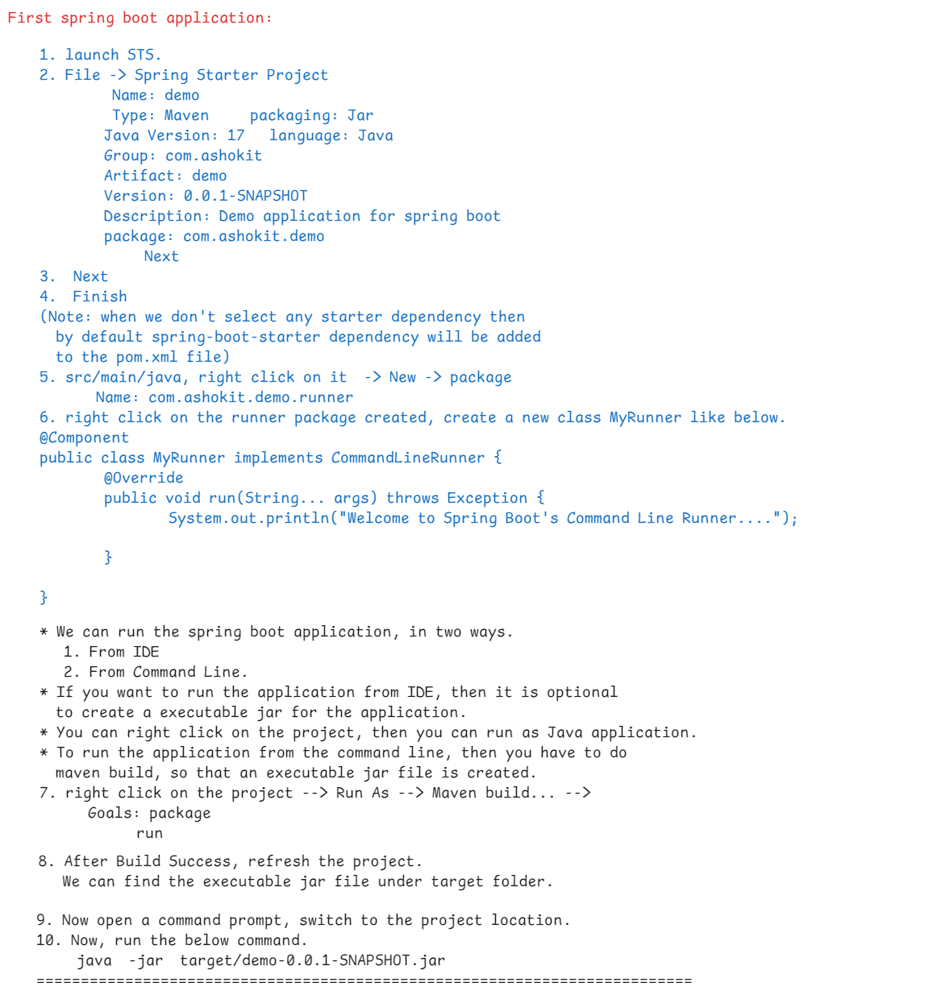 First spring boot application:
1. launch STS.
2. File -> Spring Starter Project
Name: demo
Type: Maven packaging: Jar
Java Version: 17 language: Java
Group: com.ashokit
Artifact: demo
Version: 0.0.1-SNAPSHOT
Description: Demo application for spring boot
package: com.ashokit.demo
Next
3. Next
4. Finish
(Note: when we don't select any starter dependency then
by default spring-boot-starter dependency will be added
to the pom.xml file)
5. src/main/java, right click on it -> New -> package
Name: com.ashokit.demo.runner
6. right click on the runner package created, create a new class MyRunner like below.
@Component
public class MyRunner implements CommandLineRunner {
@Override
public void run(String... args) throws Exception {
System.out.println("Welcome to Spring Boot's Command Line Runner....");
}
}
* We can run the spring boot application, in two ways.
1. From IDE
2. From Command Line.
* If you want to run the application from IDE, then it is optional
to create a executable jar for the application.
* You can right click on the project, then you can run as Java application.
* To run the application from the command line, then you have to do
maven build, so that an executable jar file is created.
7. right click on the project --> Run As --> Maven build... -->
Goals: package
run
8. After Build Success, refresh the project.
We can find the executable jar file under target folder.
9. Now open a command prompt, switch to the project location.
10. Now, run the below command.
java -jar target/demo-0.0.1-SNAPSHOT.jar
==========================================================================